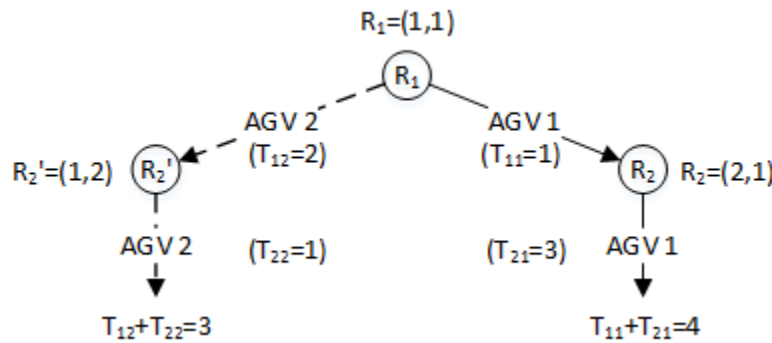 R₁=(1,1)
R₁
AGV 2
AGV 1
(T₁₂=2)
(T₁₁=1)
R₂'=(1,2)
R₂'
R₂
R₂=(2,1)
AGV 2
(T₂₂=1)
(T₂₁=3)
AGV 1
T₁₂+T₂₂=3
T₁₁+T₂₁=4